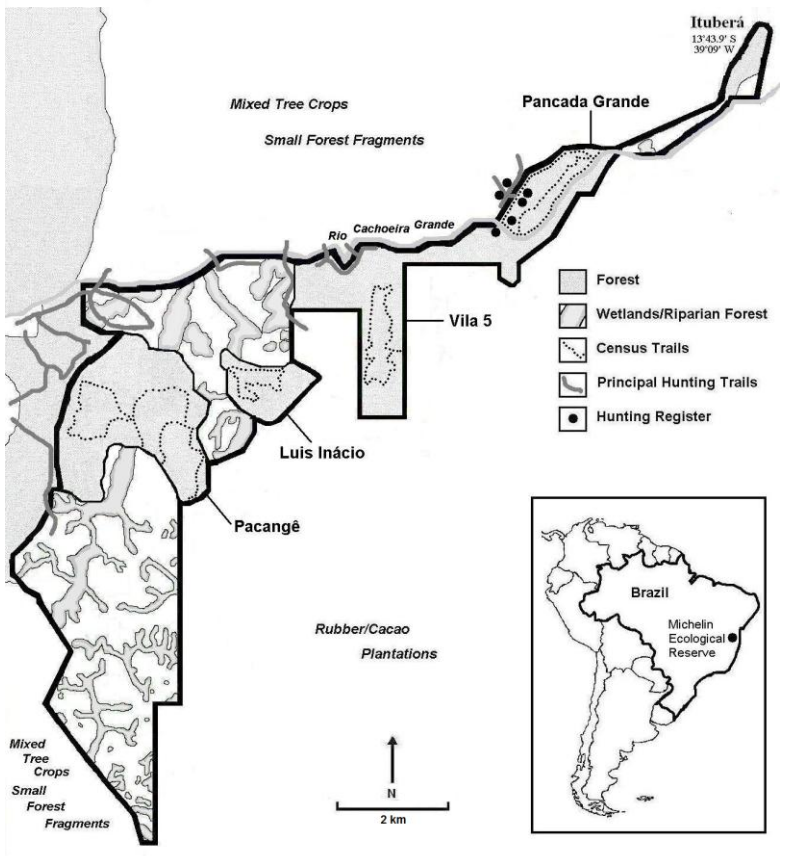 Ituberá
13°43.9' S
39°09' W
Mixed Tree Crops
Small Forest Fragments
Pancada Grande
Rio Cachoeira Grande
Forest
Wetlands/Riparian Forest
Census Trails
Principal Hunting Trails
Hunting Register
Vila 5
Luis Inácio
Pacangê
Rubber/Cacao
Plantations
Mixed
Tree
Crops
Small
Forest
Fragments
N
2 km
Brazil
Michelin
Ecological
Reserve